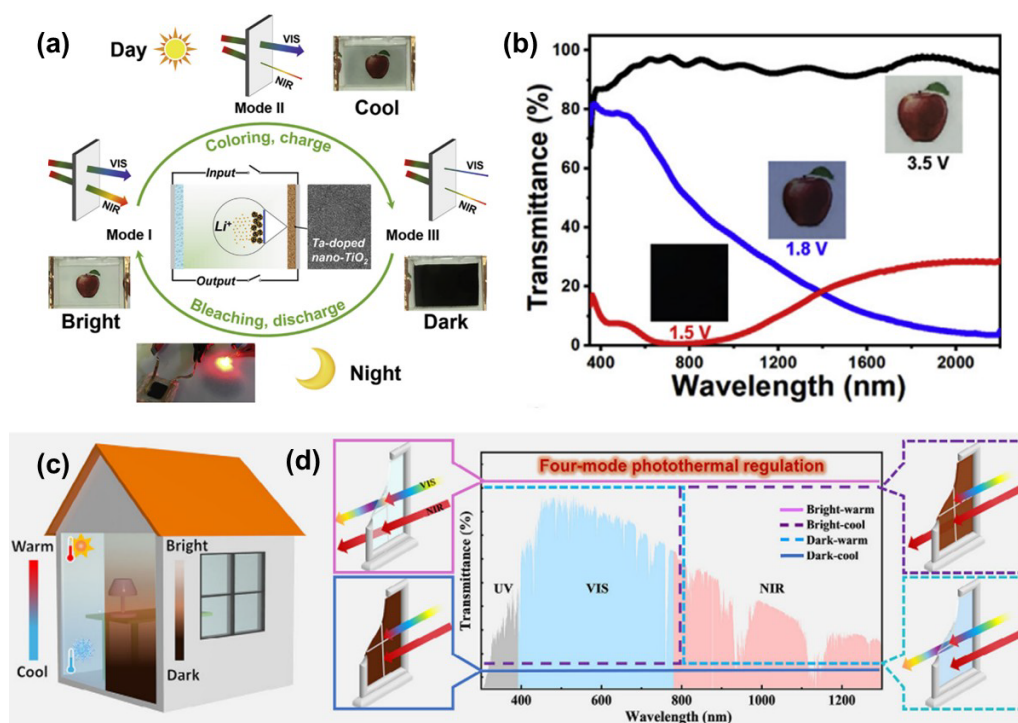 (a)
Day
VIS
NIR
Mode II
Cool
Coloring, charge
VIS
NIR
Mode I
Bright
Input
Li+
Output
Ta-doped
nano-TiO2
VIS
NIR
Mode III
Dark
Bleaching, discharge
Night
(b)
Transmittance (%)
100
80
60
40
20
0
3.5 V
1.8 V
1.5 V
400
800
1200
1600
2000
Wavelength (nm)
(c)
Warm
Cool
Bright
Dark
(d)
VIS
NIR
Four-mode photothermal regulation
Bright-warm
Bright-cool
Dark-warm
Dark-cool
UV
VIS
NIR
Transmittance (%)
400
600
800
1000
1200
Wavelength (nm)